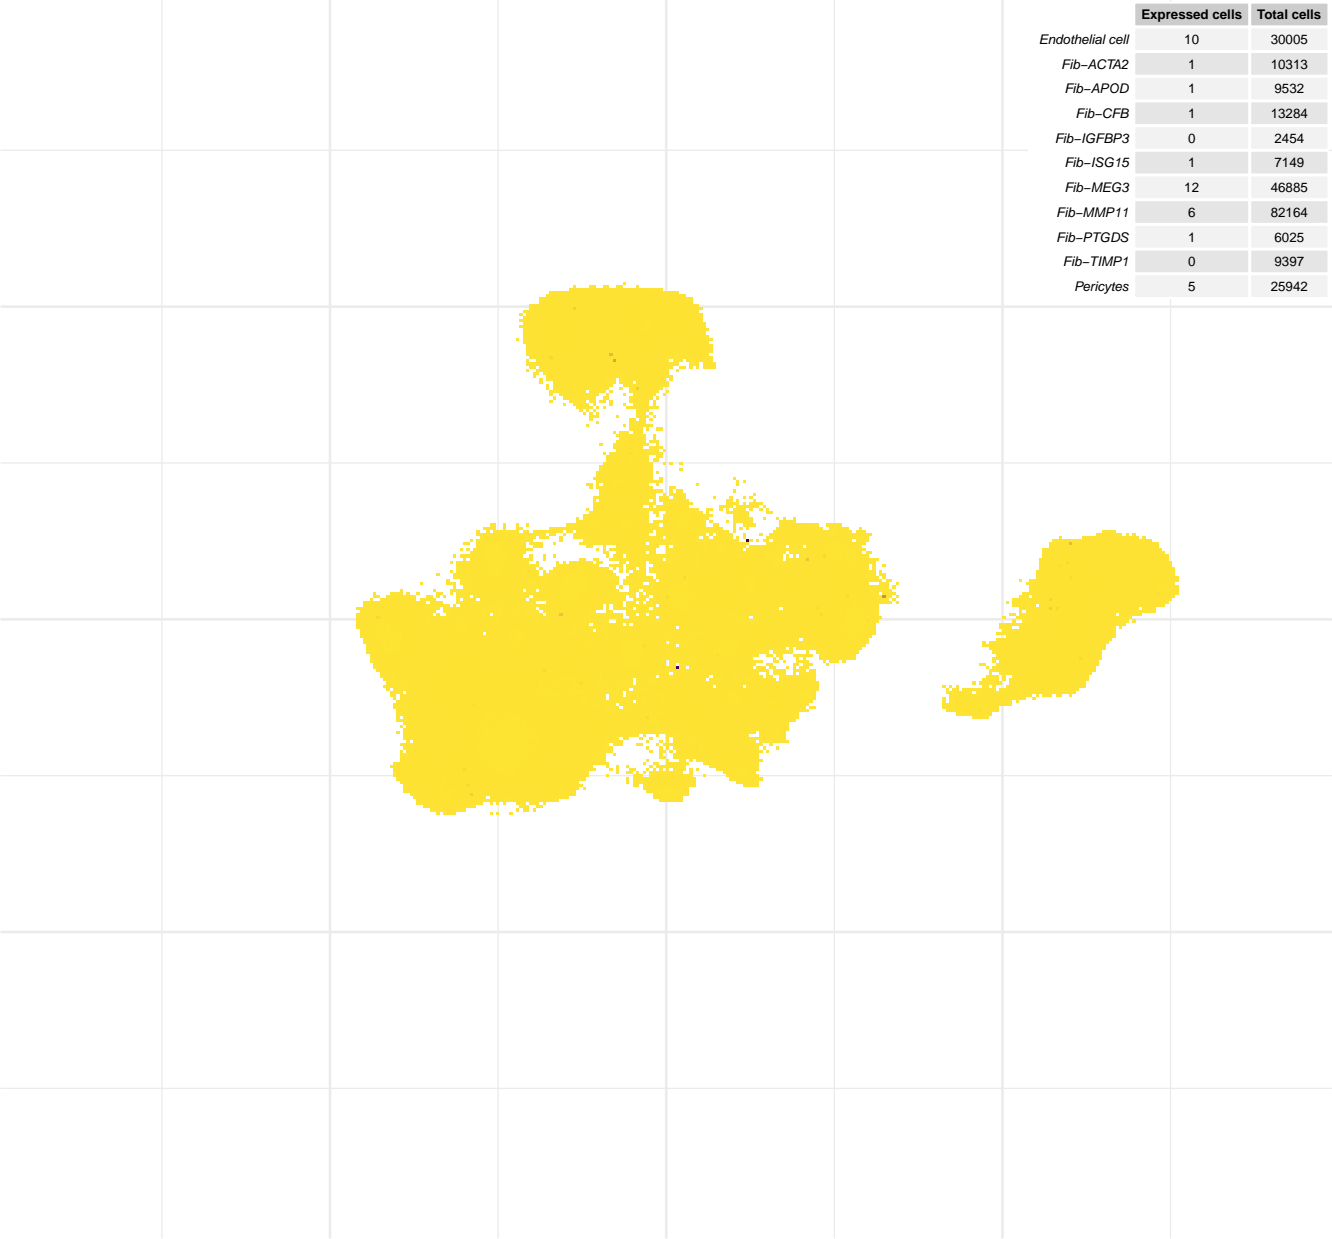 Expressed cells Total cells
Endothelial cell 10 30005
Fib−ACTA2 1 10313
Fib−APOD 1 9532
Fib−CFB 1 13284
Fib−IGFBP3 0 2454
Fib−ISG15 1 7149
Fib−MEG3 12 46885
Fib−MMP11 6 82164
Fib−PTGDS 1 6025
Fib−TIMP1 0 9397
Pericytes 5 25942